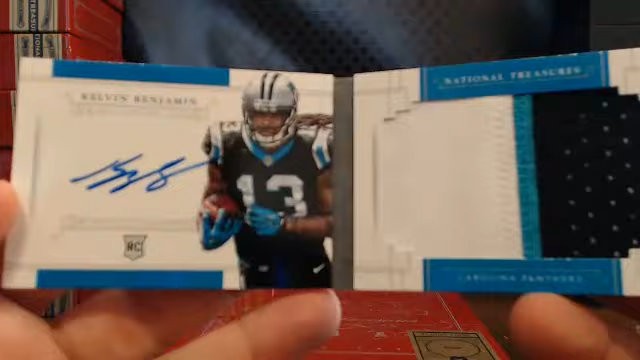 KELVIN BENJAMIN
NATIONAL TREASURES
13
RC
CAROLINA PANTHERS